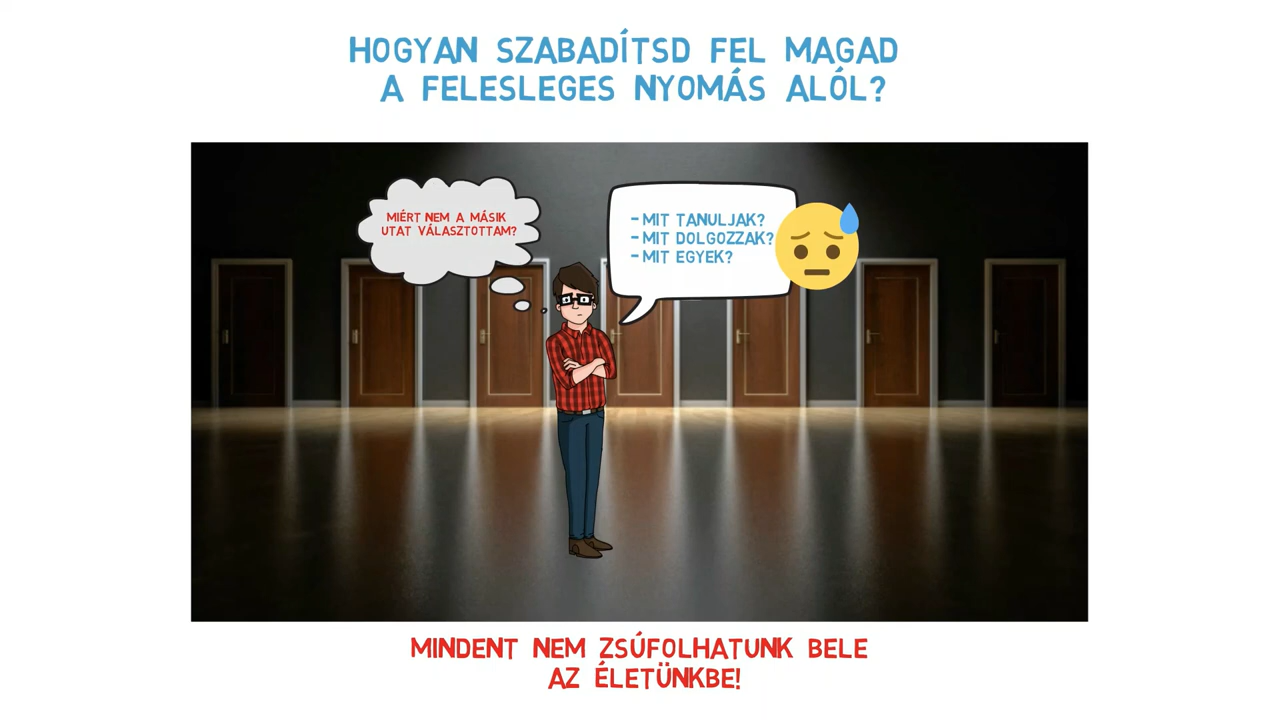 HOGYAN SZABADÍTSD FEL MAGAD
A FELESLEGES NYOMÁS ALÓL?
MIÉRT NEM A MÁSIK
UTAT VÁLASZTOTTAM?
- MIT TANULJAK?
- MIT DOLGOZZAK?
- MIT EGYEK?
MINDENT NEM ZSÚFOLHATUNK BELE
AZ ÉLETÜNKBE!